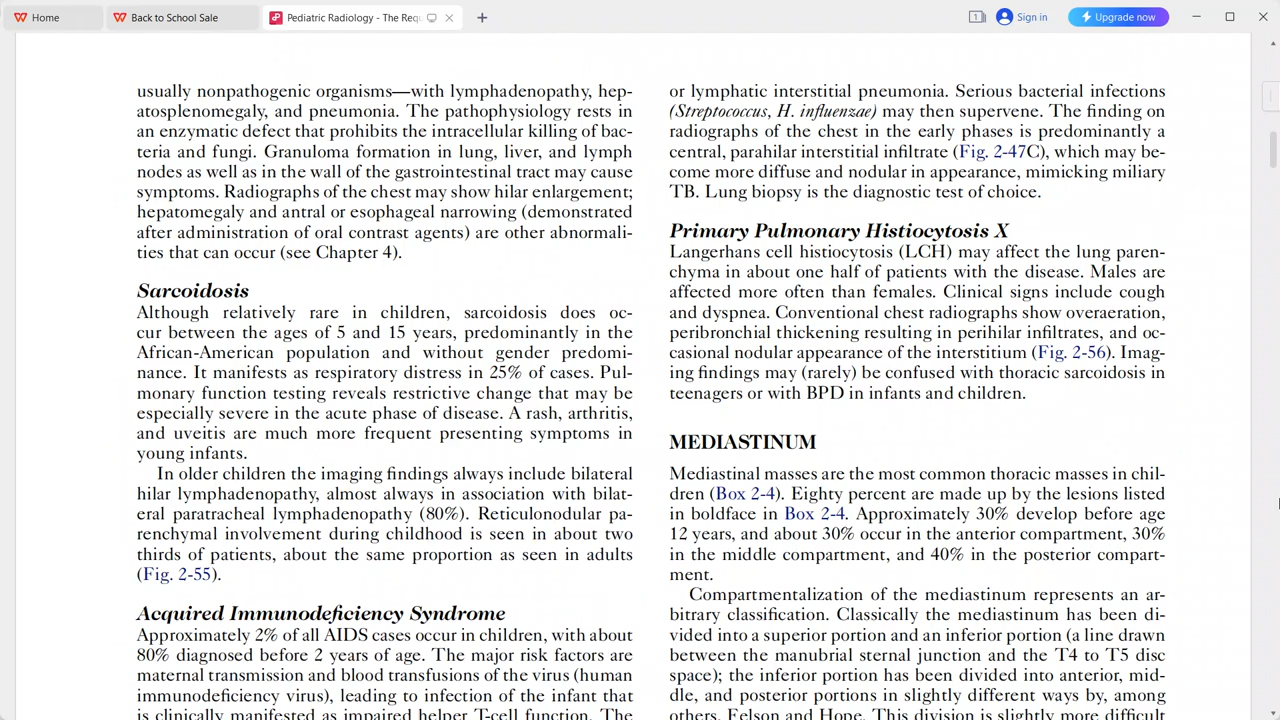 Home
Back to School Sale
Pediatric Radiology - The Requ
1
Sign in
Upgrade now
usually nonpathogenic organisms—with lymphadenopathy, hep-
atosplenomegaly, and pneumonia. The pathophysiology rests in
an enzymatic defect that prohibits the intracellular killing of bac-
teria and fungi. Granuloma formation in lung, liver, and lymph
nodes as well as in the wall of the gastrointestinal tract may cause
symptoms. Radiographs of the chest may show hilar enlargement;
hepatomegaly and antral or esophageal narrowing (demonstrated
after administration of oral contrast agents) are other abnormali-
ties that can occur (see Chapter 4).
Sarcoidosis
Although relatively rare in children, sarcoidosis does oc-
cur between the ages of 5 and 15 years, predominantly in the
African-American population and without gender predomi-
nance. It manifests as respiratory distress in 25% of cases. Pul-
monary function testing reveals restrictive change that may be
especially severe in the acute phase of disease. A rash, arthritis,
and uveitis are much more frequent presenting symptoms in
young infants.
In older children the imaging findings always include bilateral
hilar lymphadenopathy, almost always in association with bilat-
eral paratracheal lymphadenopathy (80%). Reticulonodular pa-
renchymal involvement during childhood is seen in about two
thirds of patients, about the same proportion as seen in adults
(Fig. 2-55).
Acquired Immunodeficiency Syndrome
Approximately 2% of all AIDS cases occur in children, with about
80% diagnosed before 2 years of age. The major risk factors are
maternal transmission and blood transfusions of the virus (human
immunodeficiency virus), leading to infection of the infant that
is clinically manifested as impaired helper T-cell function. The
or lymphatic interstitial pneumonia. Serious bacterial infections
(Streptococcus, H. influenzae) may then supervene. The finding on
radiographs of the chest in the early phases is predominantly a
central, parahilar interstitial infiltrate (Fig. 2-47C), which may be-
come more diffuse and nodular in appearance, mimicking miliary
TB. Lung biopsy is the diagnostic test of choice.
Primary Pulmonary Histiocytosis X
Langerhans cell histiocytosis (LCH) may affect the lung paren-
chyma in about one half of patients with the disease. Males are
affected more often than females. Clinical signs include cough
and dyspnea. Conventional chest radiographs show overaeration,
peribronchial thickening resulting in perihilar infiltrates, and oc-
casional nodular appearance of the interstitium (Fig. 2-56). Imag-
ing findings may (rarely) be confused with thoracic sarcoidosis in
teenagers or with BPD in infants and children.
MEDIASTINUM
Mediastinal masses are the most common thoracic masses in chil-
dren (Box 2-4). Eighty percent are made up by the lesions listed
in boldface in Box 2-4. Approximately 30% develop before age
12 years, and about 30% occur in the anterior compartment, 30%
in the middle compartment, and 40% in the posterior compart-
ment.
Compartmentalization of the mediastinum represents an ar-
bitrary classification. Classically the mediastinum has been di-
vided into a superior portion and an inferior portion (a line drawn
between the manubrial sternal junction and the T4 to T5 disc
space); the inferior portion has been divided into anterior, mid-
dle, and posterior portions in slightly different ways by, among
others, Felson and Hope. This division is slightly more difficult